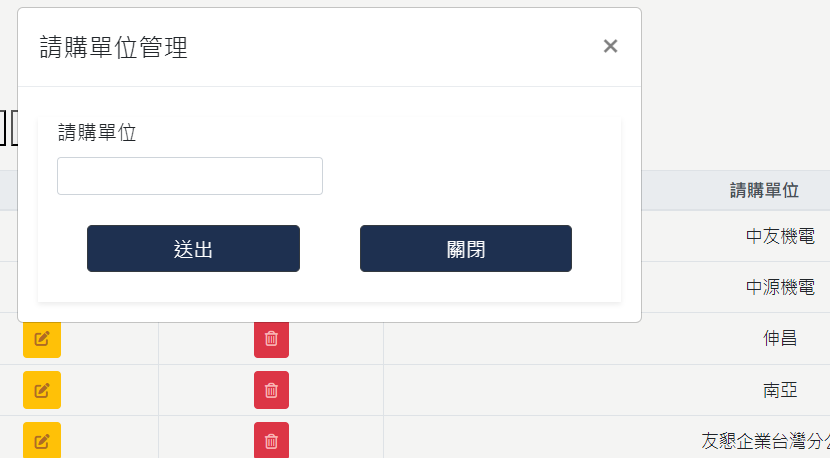 請購單位管理
請購單位
送出
關閉
請購單位
中友機電
中源機電
伸昌
南亞
友懇企業台灣分